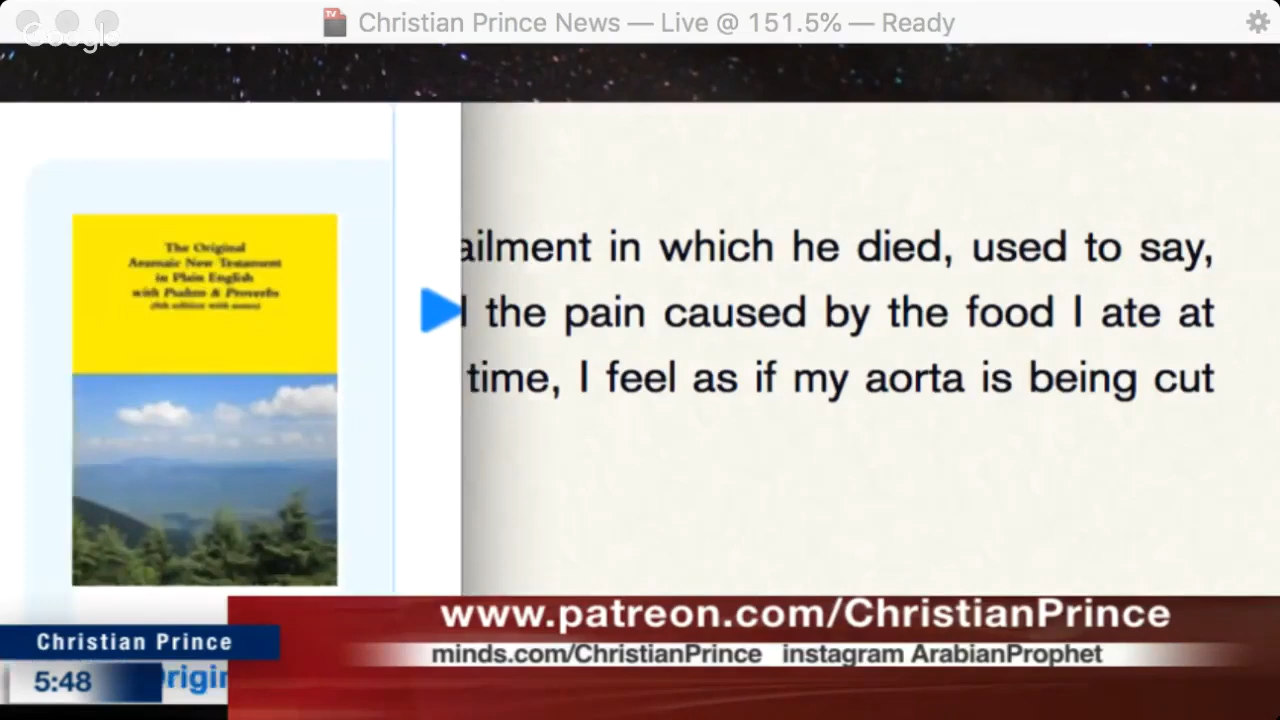 Christian Prince News — Live @ 151.5% — Ready
Google
The Original
Aramaic New Testament
in Plain English
with Psalms & Proverbs
ailment in which he died, used to say,
the pain caused by the food I ate at
time, I feel as if my aorta is being cut
www.patreon.com/ChristianPrince
Christian Prince
minds.com/ChristianPrince instagram ArabianProphet
5:48